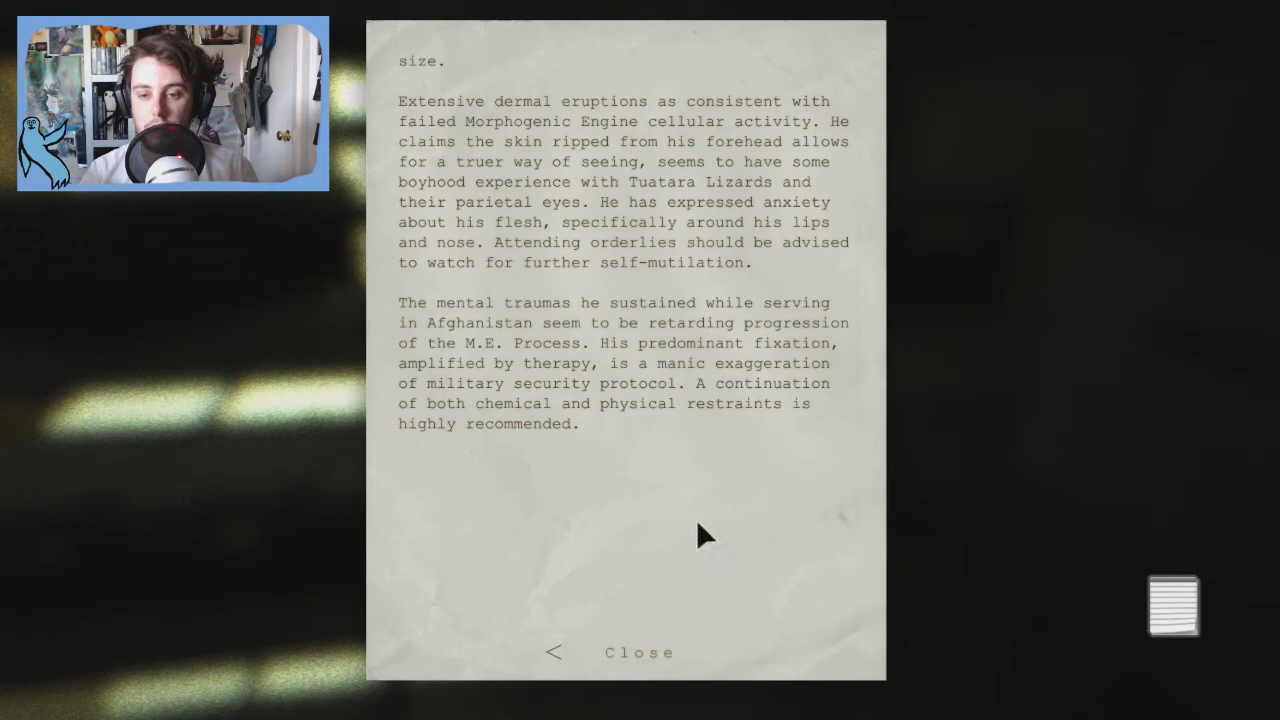 size.
Extensive dermal eruptions as consistent with
failed Morphogenic Engine cellular activity. He
claims the skin ripped from his forehead allows
for a truer way of seeing, seems to have some
boyhood experience with Tuatara Lizards and
their parietal eyes. He has expressed anxiety
about his flesh, specifically around his lips
and nose. Attending orderlies should be advised
to watch for further self-mutilation.
The mental traumas he sustained while serving
in Afghanistan seem to be retarding progression
of the M.E. Process. His predominant fixation,
amplified by therapy, is a manic exaggeration
of military security protocol. A continuation
of both chemical and physical restraints is
highly recommended.
< Close